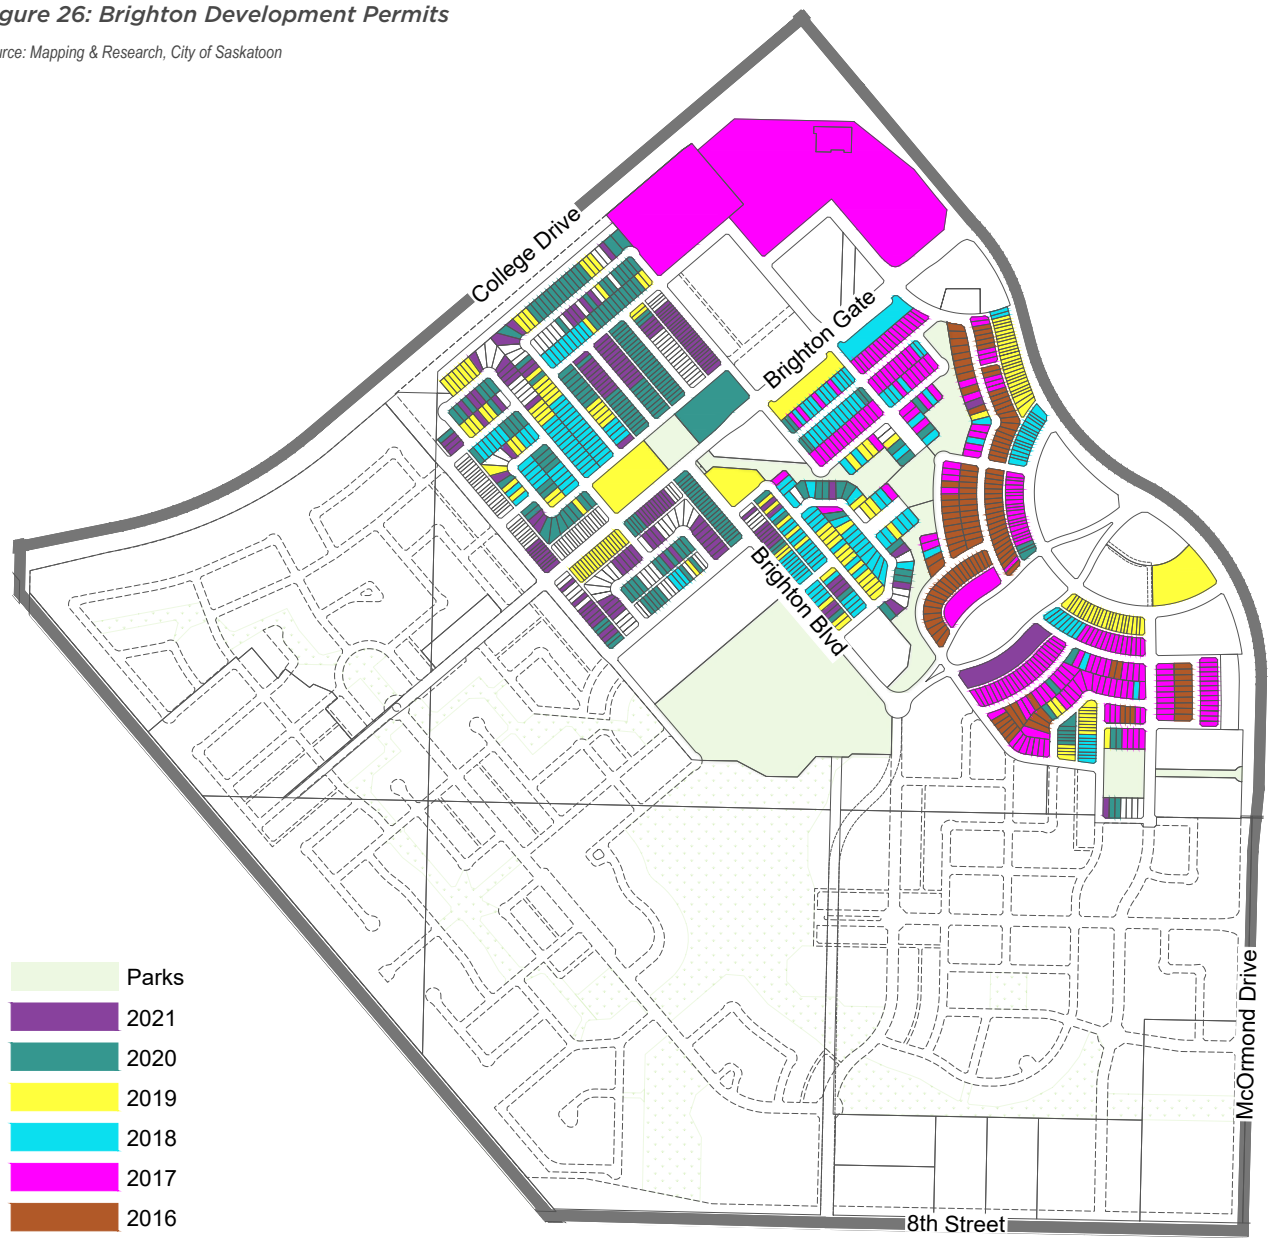 gure 26: Brighton Development Permits
urce: Mapping & Research, City of Saskatoon
College Drive
Brighton Gate
Brighton Blvd
McOrmond Drive
8th Street
Parks
2021
2020
2019
2018
2017
2016